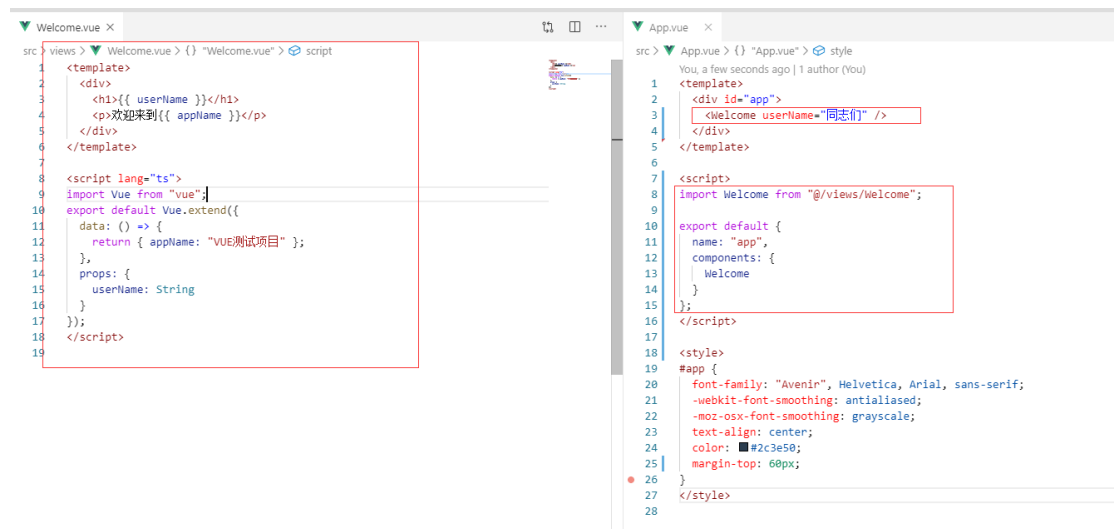 Welcome.vue
src > views > Welcome.vue > {} "Welcome.vue" > script
1 <template>
2 <div>
3 <h1>{{ userName }}</h1>
4 <p>欢迎来到{{ appName }}</p>
5 </div>
6 </template>
7
8 <script lang="ts">
9 import Vue from "vue";
10 export default Vue.extend({
11 data: () => {
12 return { appName: "VUE测试项目" };
13 },
14 props: {
15 userName: String
16 }
17 });
18 </script>
19
App.vue
src > App.vue > {} "App.vue" > style
You, a few seconds ago | 1 author (You)
1 <template>
2 <div id="app">
3 <Welcome userName="同志们" />
4 </div>
5 </template>
6
7 <script>
8 import Welcome from "@/views/Welcome";
9
10 export default {
11 name: "app",
12 components: {
13 Welcome
14 }
15 };
16 </script>
17
18 <style>
19 #app {
20 font-family: "Avenir", Helvetica, Arial, sans-serif;
21 -webkit-font-smoothing: antialiased;
22 -moz-osx-font-smoothing: grayscale;
23 text-align: center;
24 color: #2c3e50;
25 margin-top: 60px;
26 }
27 </style>
28